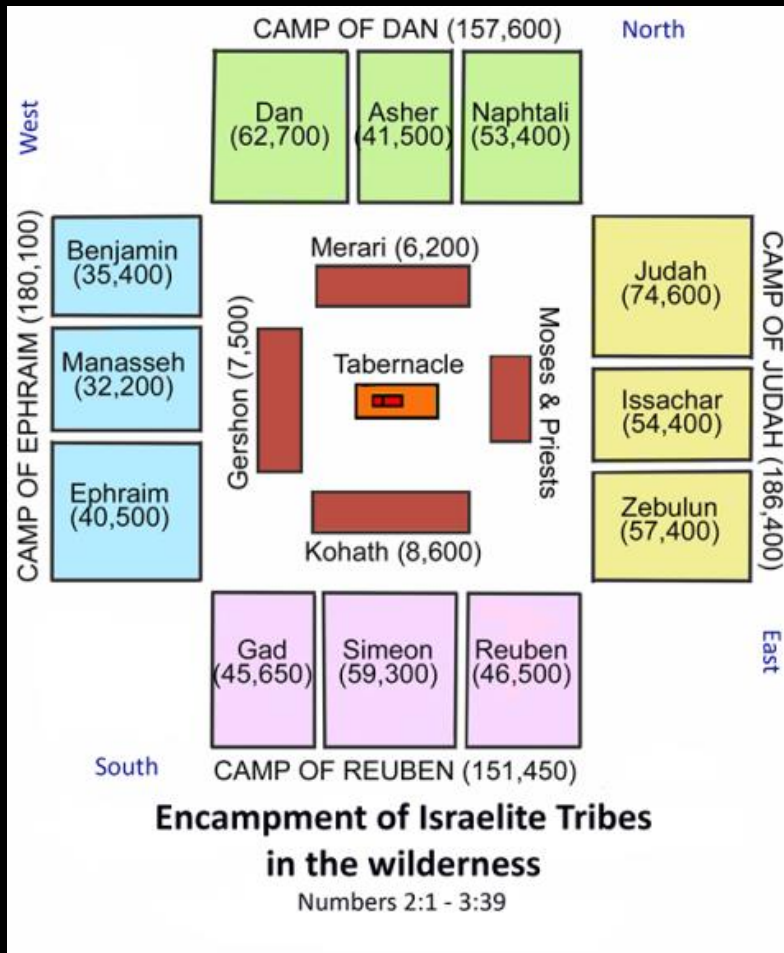 CAMP OF DAN (157,600)
North
West
Dan
(62,700)
Asher
(41,500)
Naphtali
(53,400)
CAMP OF EPHRAIM (180,100)
Benjamin
(35,400)
Manasseh
(32,200)
Ephraim
(40,500)
Merari (6,200)
Gershon (7,500)
Tabernacle
Moses & Priests
Kohath (8,600)
Judah
(74,600)
Issachar
(54,400)
Zebulun
(57,400)
CAMP OF JUDAH (186,400)
East
Gad
(45,650)
Simeon
(59,300)
Reuben
(46,500)
South
CAMP OF REUBEN (151,450)
Encampment of Israelite Tribes
in the wilderness
Numbers 2:1 - 3:39